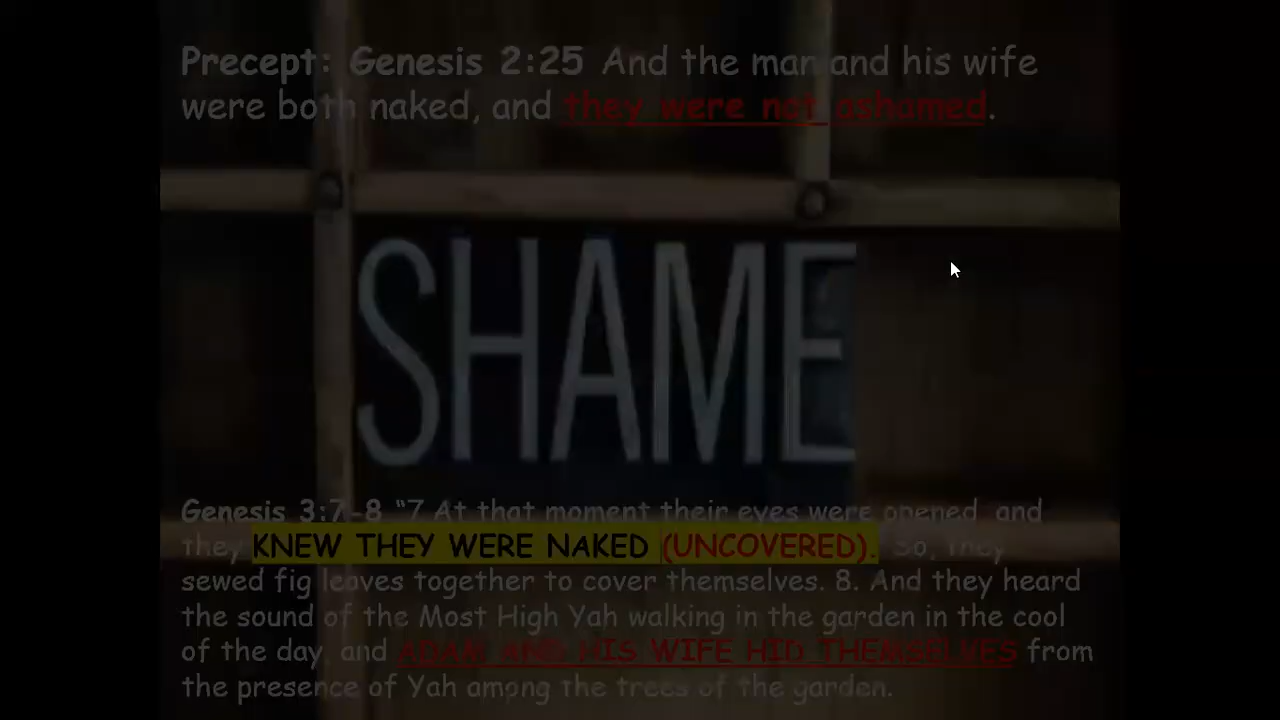 Precept: Genesis 2:25 And the man and his wife
were both naked, and they were not ashamed.
SHAME
Genesis 3:7-8 “7 At that moment their eyes were opened, and
they KNEW THEY WERE NAKED (UNCOVERED). So, they
sewed fig leaves together to cover themselves. 8. And they heard
the sound of the Most High Yah walking in the garden in the cool
of the day, and ADAM AND HIS WIFE HID THEMSELVES from
the presence of Yah among the trees of the garden.